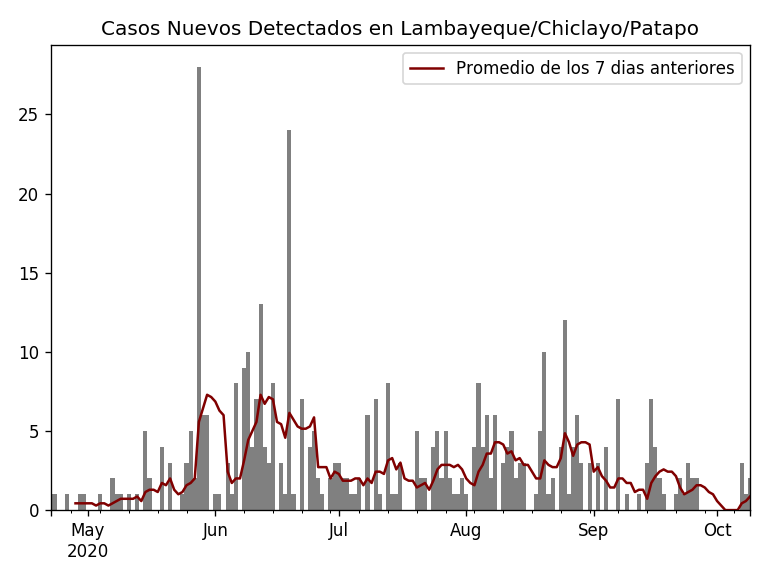 Casos Nuevos Detectados en Lambayeque/Chiclayo/Patapo
Promedio de los 7 dias anteriores
25
20
15
10
5
0
May Jun Jul Aug Sep Oct
2020